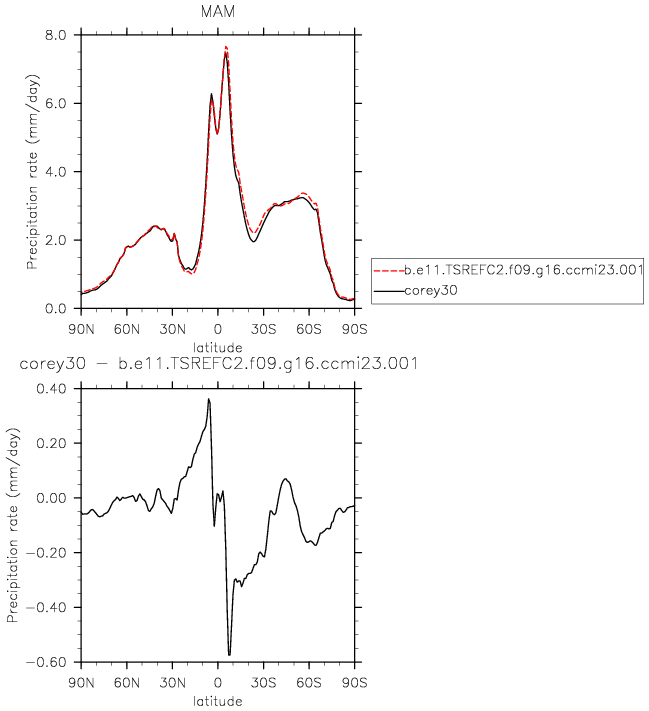 MAM
8.0
6.0
4.0
2.0
0.0
Precipitation rate (mm/day)
90N 60N 30N 0 30S 60S 90S
latitude
b.e11.TSREFC2.f09.g16.ccmi23.001
corey30
corey30 − b.e11.TSREFC2.f09.g16.ccmi23.001
0.40
0.20
0.00
−0.20
−0.40
−0.60
Precipitation rate (mm/day)
90N 60N 30N 0 30S 60S 90S
latitude